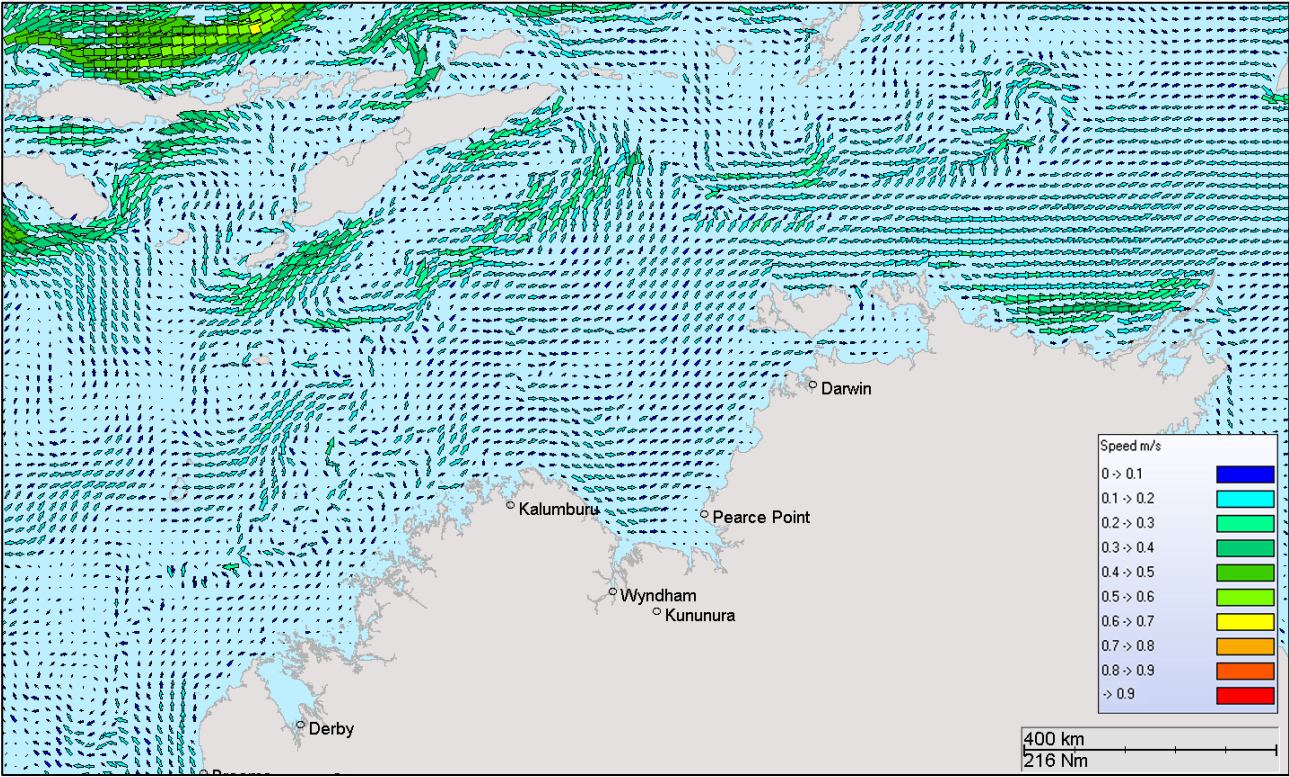 Darwin
Speed m/s
0 -> 0.1
0.1 -> 0.2
0.2 -> 0.3
0.3 -> 0.4
0.4 -> 0.5
0.5 -> 0.6
0.6 -> 0.7
0.7 -> 0.8
0.8 -> 0.9
-> 0.9
Kalumburu
Pearce Point
Wyndham
Kununura
Derby
400 km
216 Nm